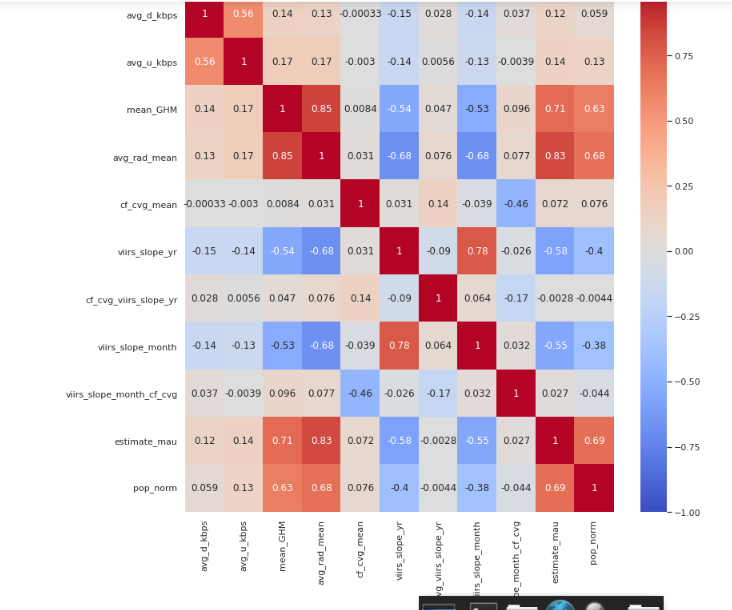 avg_d_kbps 1 0.56 0.14 0.13 -0.00033 -0.15 0.028 -0.14 0.037 0.12 0.059
avg_u_kbps 0.56 1 0.17 0.17 -0.003 -0.14 0.0056 -0.13 -0.0039 0.14 0.13
mean_GHM 0.14 0.17 1 0.85 0.0084 -0.54 0.047 -0.53 0.096 0.71 0.63
avg_rad_mean 0.13 0.17 0.85 1 0.031 -0.68 0.076 -0.68 0.077 0.83 0.68
cf_cvg_mean -0.00033 -0.003 0.0084 0.031 1 0.031 0.14 -0.039 -0.46 0.072 0.076
viirs_slope_yr -0.15 -0.14 -0.54 -0.68 0.031 1 -0.09 0.78 -0.026 -0.58 -0.4
cf_cvg_viirs_slope_yr 0.028 0.0056 0.047 0.076 0.14 -0.09 1 0.064 -0.17 -0.0028 -0.0044
viirs_slope_month -0.14 -0.13 -0.53 -0.68 -0.039 0.78 0.064 1 0.032 -0.55 -0.38
viirs_slope_month_cf_cvg 0.037 -0.0039 0.096 0.077 -0.46 -0.026 -0.17 0.032 1 0.027 -0.044
estimate_mau 0.12 0.14 0.71 0.83 0.072 -0.58 -0.0028 -0.55 0.027 1 0.69
pop_norm 0.059 0.13 0.63 0.68 0.076 -0.4 -0.0044 -0.38 -0.044 0.69 1
avg_d_kbps
avg_u_kbps
mean_GHM
avg_rad_mean
cf_cvg_mean
viirs_slope_yr
vg_viirs_slope_yr
iirs_slope_month
pe_month_cf_cvg
estimate_mau
pop_norm
0.75
0.50
0.25
0.00
−0.25
−0.50
−0.75
−1.00